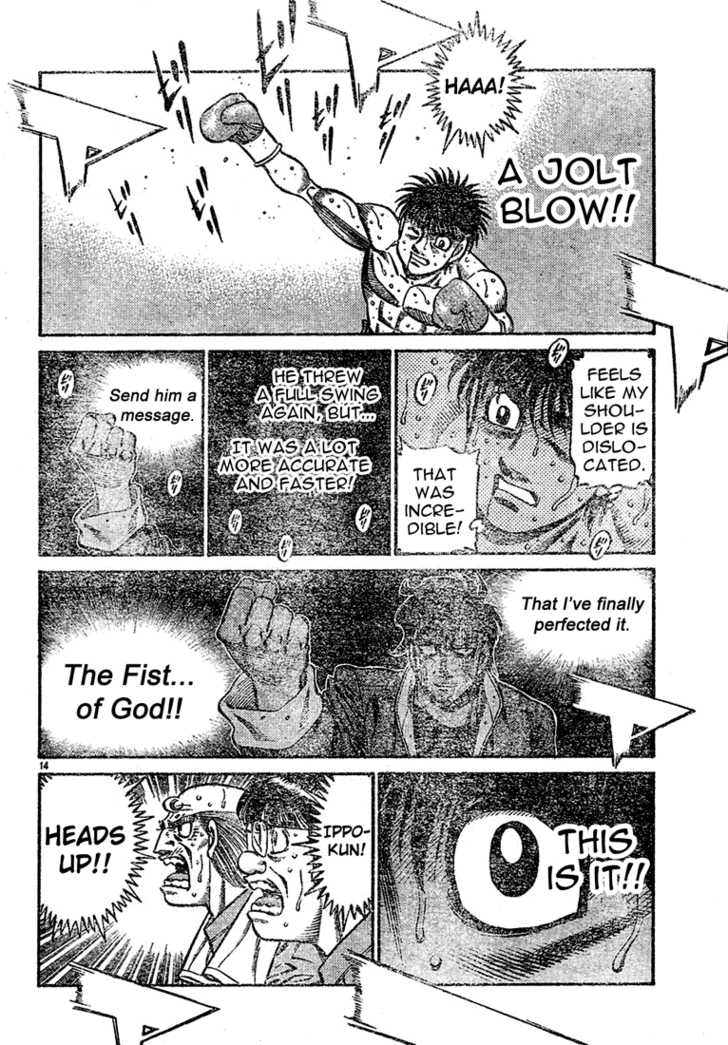 HAAA!
A JOLT
BLOW!!
FEELS
LIKE MY
SHOU-
LDER IS
DISLO-
CATED.
THAT
WAS
INCRE-
DIBLE!
HE THREW
A FULL SWING
AGAIN, BUT...
IT WAS A LOT
MORE ACCURATE
AND FASTER!
Send him a
message.
That I've finally
perfected it.
The Fist...
of God!!
14
THIS
IS IT!!
IPPO-
KUN!
HEADS
UP!!